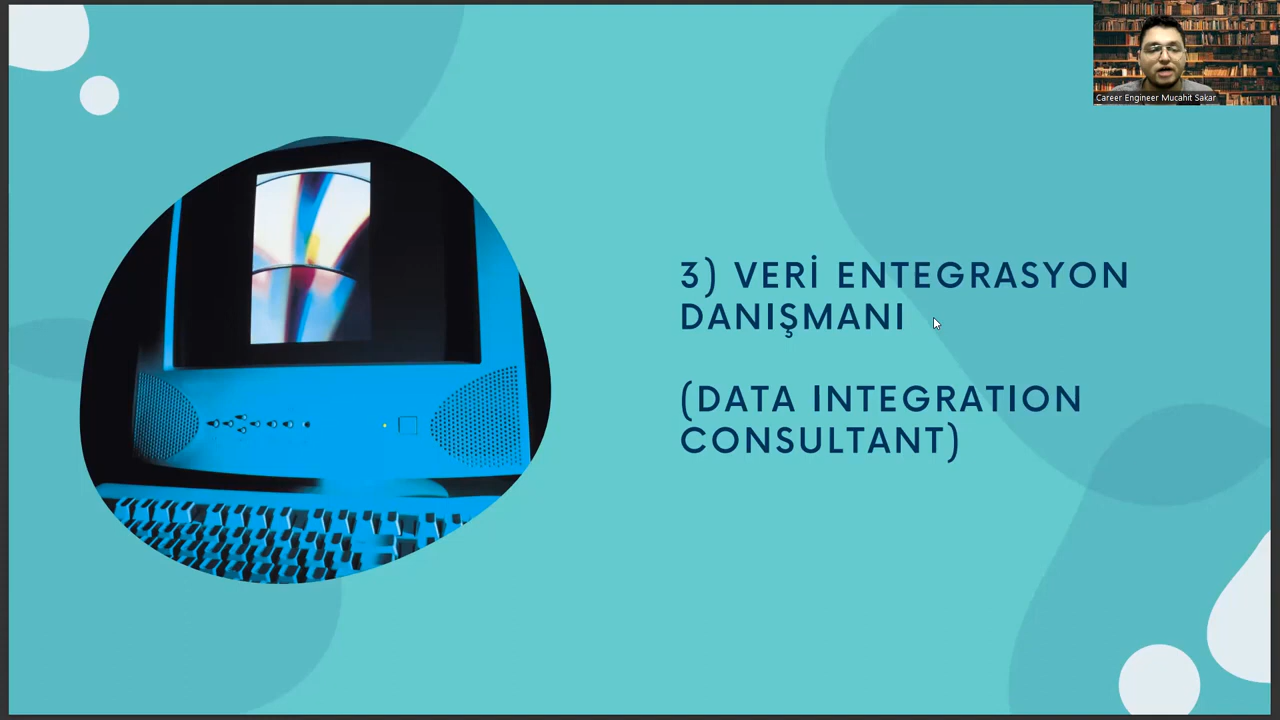 Career Engineer Mucahit Sakar
3) VERİ ENTEGRASYON
DANIŞMANI
(DATA INTEGRATION
CONSULTANT)